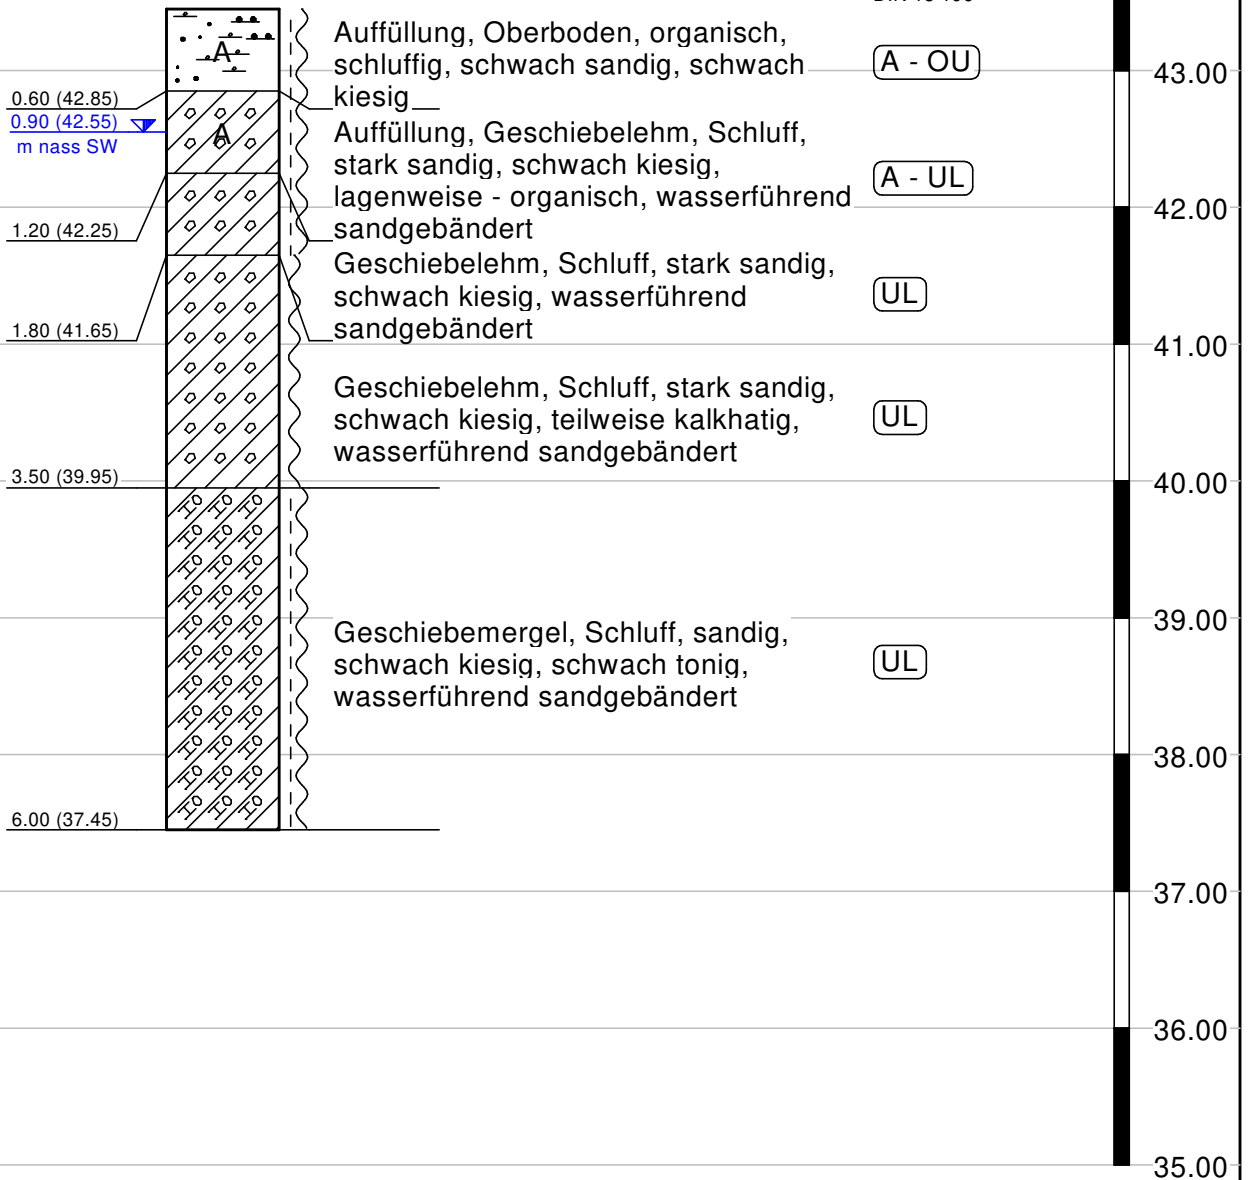 A
Auffüllung, Oberboden, organisch,
schluffig, schwach sandig, schwach
kiesig
A - OU
43.00
0.60 (42.85)
0.90 (42.55)
m nass SW
A
Auffüllung, Geschiebelehm, Schluff,
stark sandig, schwach kiesig,
lagenweise - organisch, wasserführend
sandgebändert
A - UL
42.00
1.20 (42.25)
Geschiebelehm, Schluff, stark sandig,
schwach kiesig, wasserführend
sandgebändert
UL
1.80 (41.65)
41.00
Geschiebelehm, Schluff, stark sandig,
schwach kiesig, teilweise kalkhatig,
wasserführend sandgebändert
UL
3.50 (39.95)
40.00
39.00
Geschiebemergel, Schluff, sandig,
schwach kiesig, schwach tonig,
wasserführend sandgebändert
UL
38.00
6.00 (37.45)
37.00
36.00
35.00